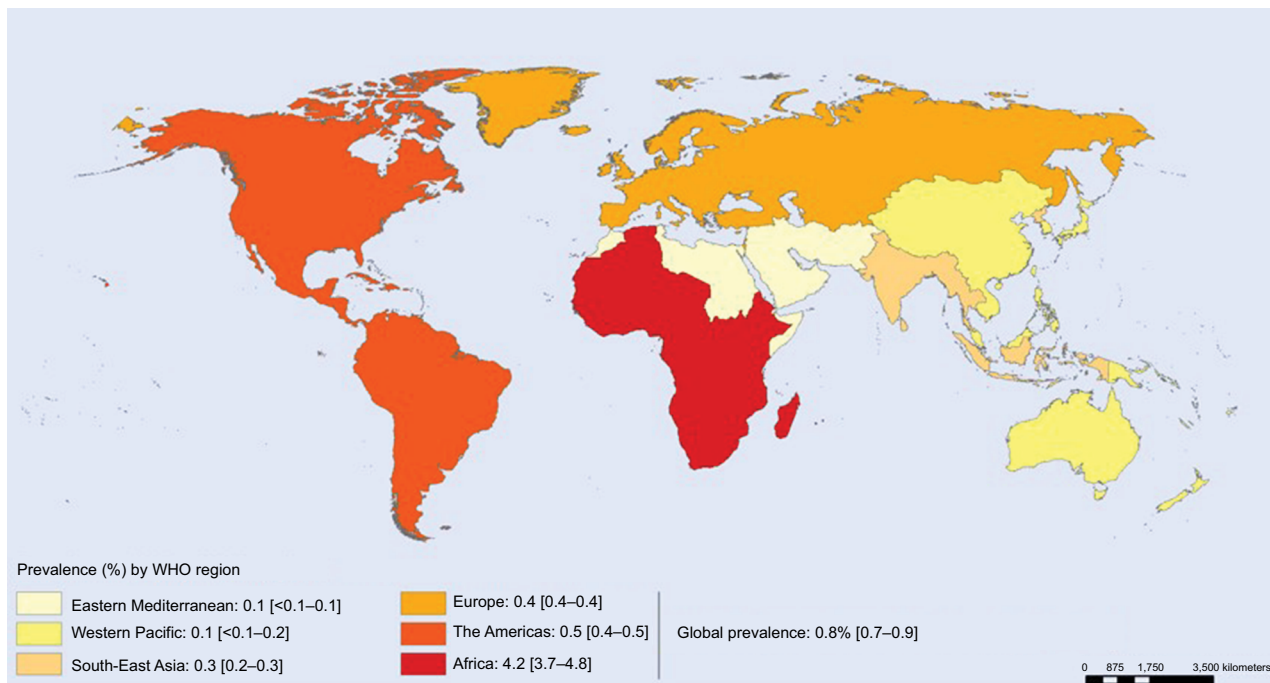 Prevalence (%) by WHO region
Eastern Mediterranean: 0.1 [<0.1–0.1]
Western Pacific: 0.1 [<0.1–0.2]
South-East Asia: 0.3 [0.2–0.3]
Europe: 0.4 [0.4–0.4]
The Americas: 0.5 [0.4–0.5]
Africa: 4.2 [3.7–4.8]
Global prevalence: 0.8% [0.7–0.9]
0 875 1,750 3,500 kilometers